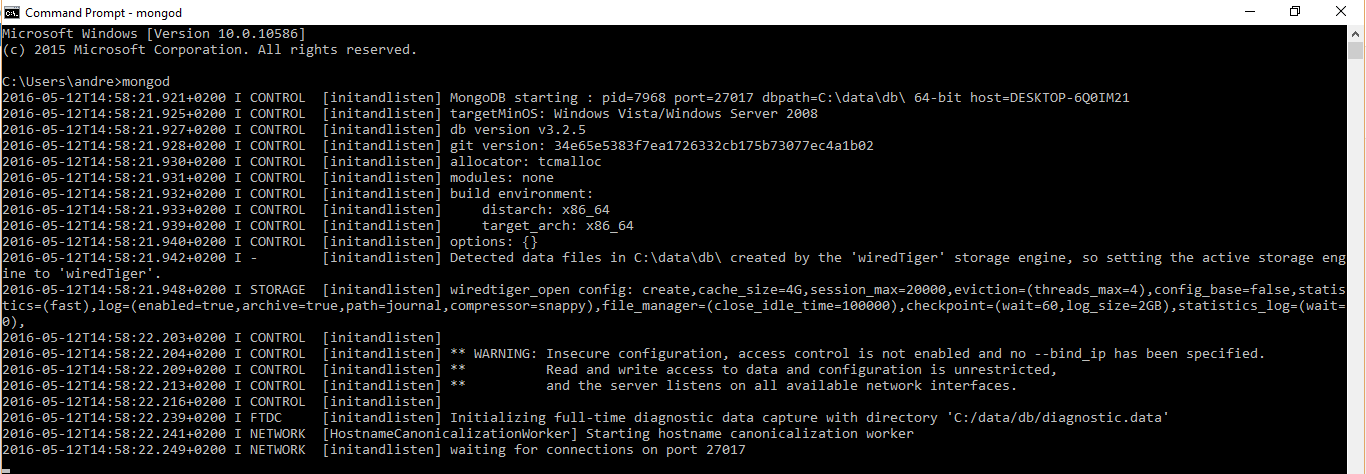 Command Prompt - mongod
Microsoft Windows [Version 10.0.10586]
(c) 2015 Microsoft Corporation. All rights reserved.
C:\Users\andre>mongod
2016-05-12T14:58:21.921+0200 I CONTROL  [initandlisten] MongoDB starting : pid=7968 port=27017 dbpath=C:\data\db\ 64-bit host=DESKTOP-6Q0IM21
2016-05-12T14:58:21.925+0200 I CONTROL  [initandlisten] targetMinOS: Windows Vista/Windows Server 2008
2016-05-12T14:58:21.927+0200 I CONTROL  [initandlisten] db version v3.2.5
2016-05-12T14:58:21.928+0200 I CONTROL  [initandlisten] git version: 34e65e5383f7ea1726332cb175b73077ec4a1b02
2016-05-12T14:58:21.930+0200 I CONTROL  [initandlisten] allocator: tcmalloc
2016-05-12T14:58:21.931+0200 I CONTROL  [initandlisten] modules: none
2016-05-12T14:58:21.932+0200 I CONTROL  [initandlisten] build environment:
2016-05-12T14:58:21.933+0200 I CONTROL  [initandlisten]     distarch: x86_64
2016-05-12T14:58:21.939+0200 I CONTROL  [initandlisten]     target_arch: x86_64
2016-05-12T14:58:21.940+0200 I CONTROL  [initandlisten] options: {}
2016-05-12T14:58:21.942+0200 I -        [initandlisten] Detected data files in C:\data\db\ created by the 'wiredTiger' storage engine, so setting the active storage eng
ine to 'wiredTiger'.
2016-05-12T14:58:21.948+0200 I STORAGE  [initandlisten] wiredtiger_open config: create,cache_size=4G,session_max=20000,eviction=(threads_max=4),config_base=false,statis
tics=(fast),log=(enabled=true,archive=true,path=journal,compressor=snappy),file_manager=(close_idle_time=100000),checkpoint=(wait=60,log_size=2GB),statistics_log=(wait=
0),
2016-05-12T14:58:22.203+0200 I CONTROL  [initandlisten]
2016-05-12T14:58:22.204+0200 I CONTROL  [initandlisten] ** WARNING: Insecure configuration, access control is not enabled and no --bind_ip has been specified.
2016-05-12T14:58:22.209+0200 I CONTROL  [initandlisten] **          Read and write access to data and configuration is unrestricted,
2016-05-12T14:58:22.213+0200 I CONTROL  [initandlisten] **          and the server listens on all available network interfaces.
2016-05-12T14:58:22.216+0200 I CONTROL  [initandlisten]
2016-05-12T14:58:22.239+0200 I FTDC     [initandlisten] Initializing full-time diagnostic data capture with directory 'C:/data/db/diagnostic.data'
2016-05-12T14:58:22.241+0200 I NETWORK  [HostnameCanonicalizationWorker] Starting hostname canonicalization worker
2016-05-12T14:58:22.249+0200 I NETWORK  [initandlisten] waiting for connections on port 27017